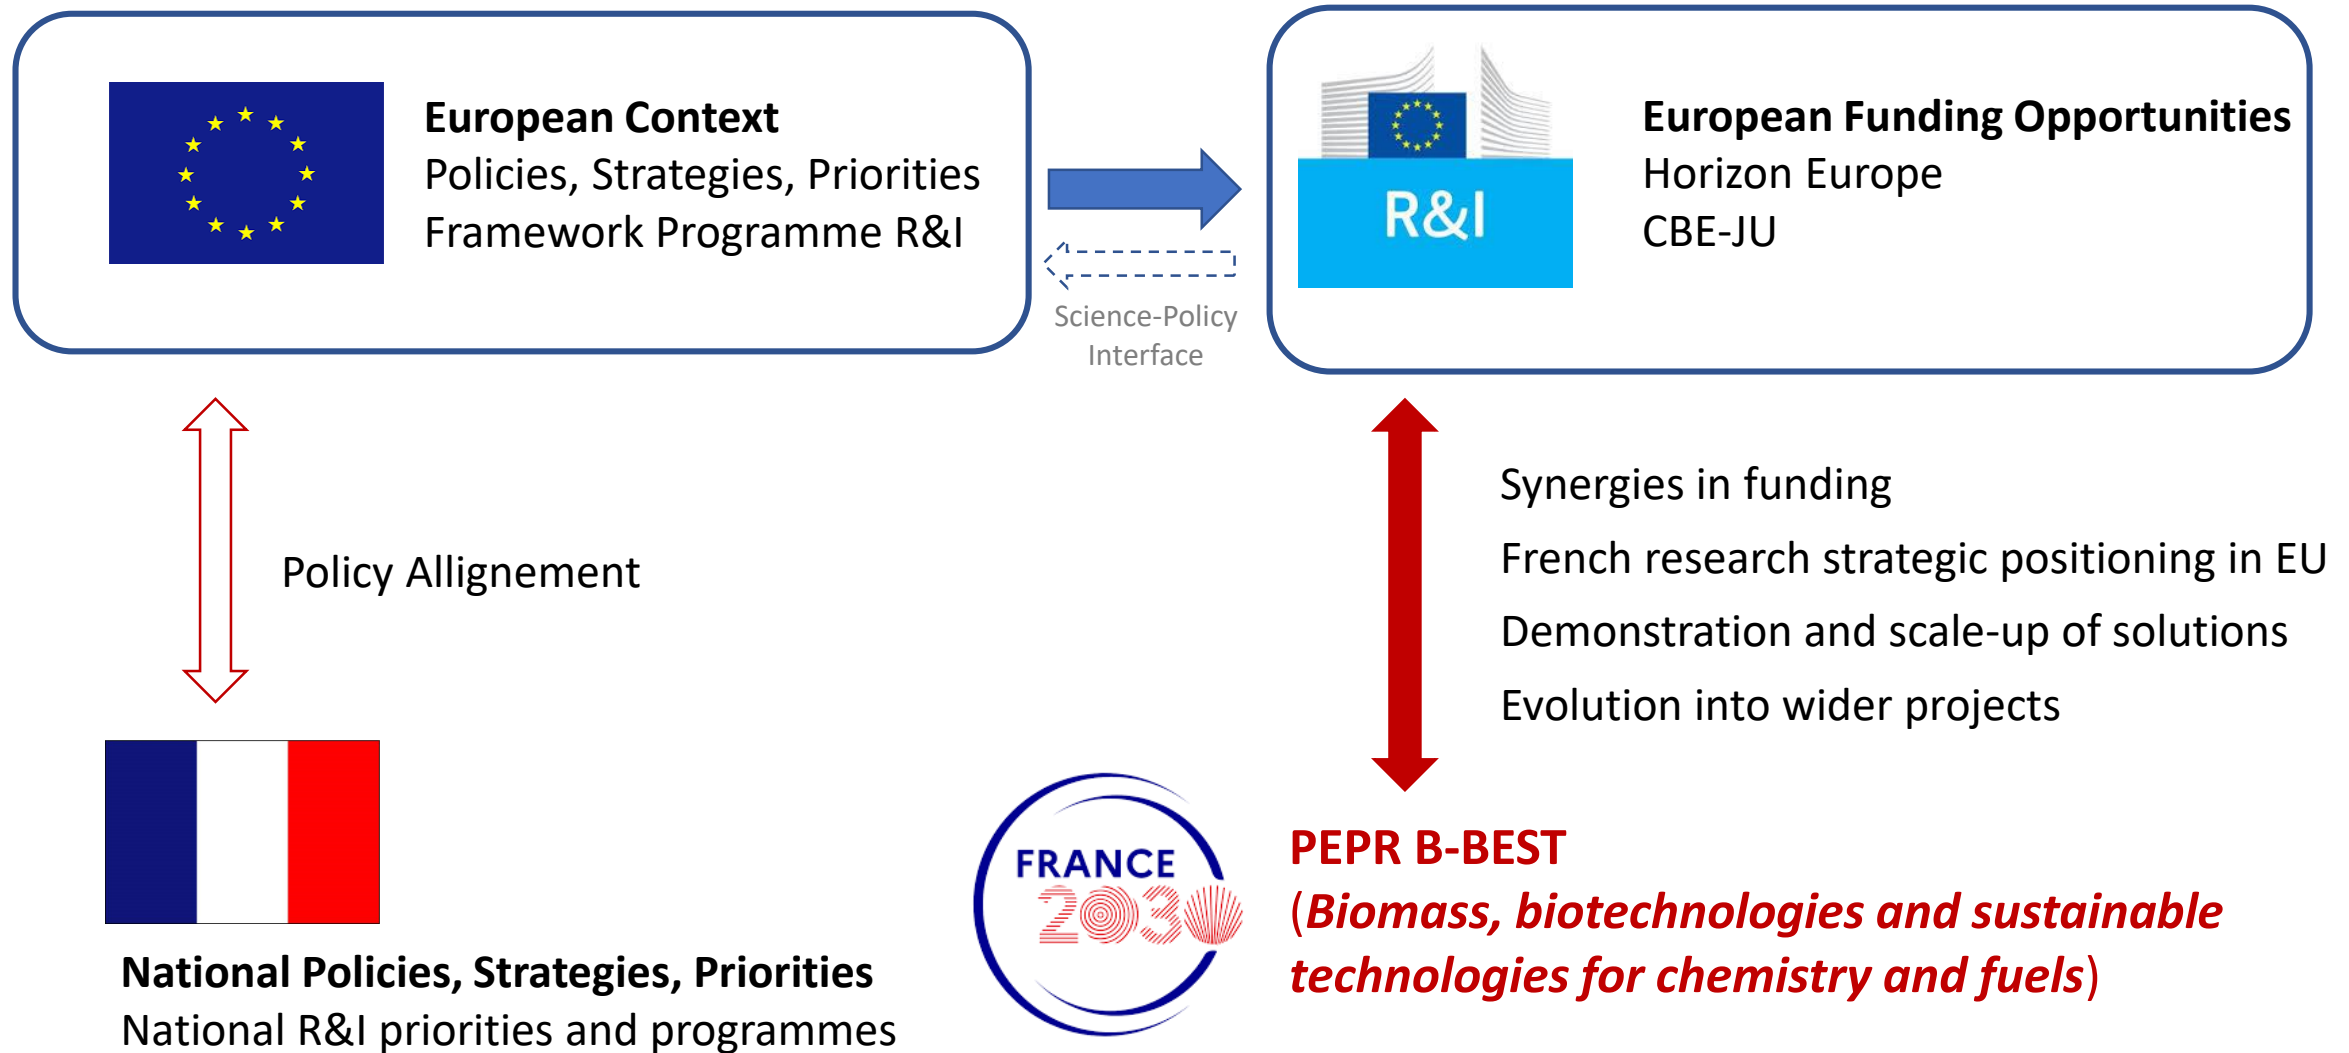 European Context
Policies, Strategies, Priorities
Framework Programme R&I
Science-Policy
Interface
R&I
European Funding Opportunities
Horizon Europe
CBE-JU
Policy Allignement
Synergies in funding
French research strategic positioning in EU
Demonstration and scale-up of solutions
Evolution into wider projects
National Policies, Strategies, Priorities
National R&I priorities and programmes
FRANCE
2030
PEPR B-BEST
(Biomass, biotechnologies and sustainable
technologies for chemistry and fuels)